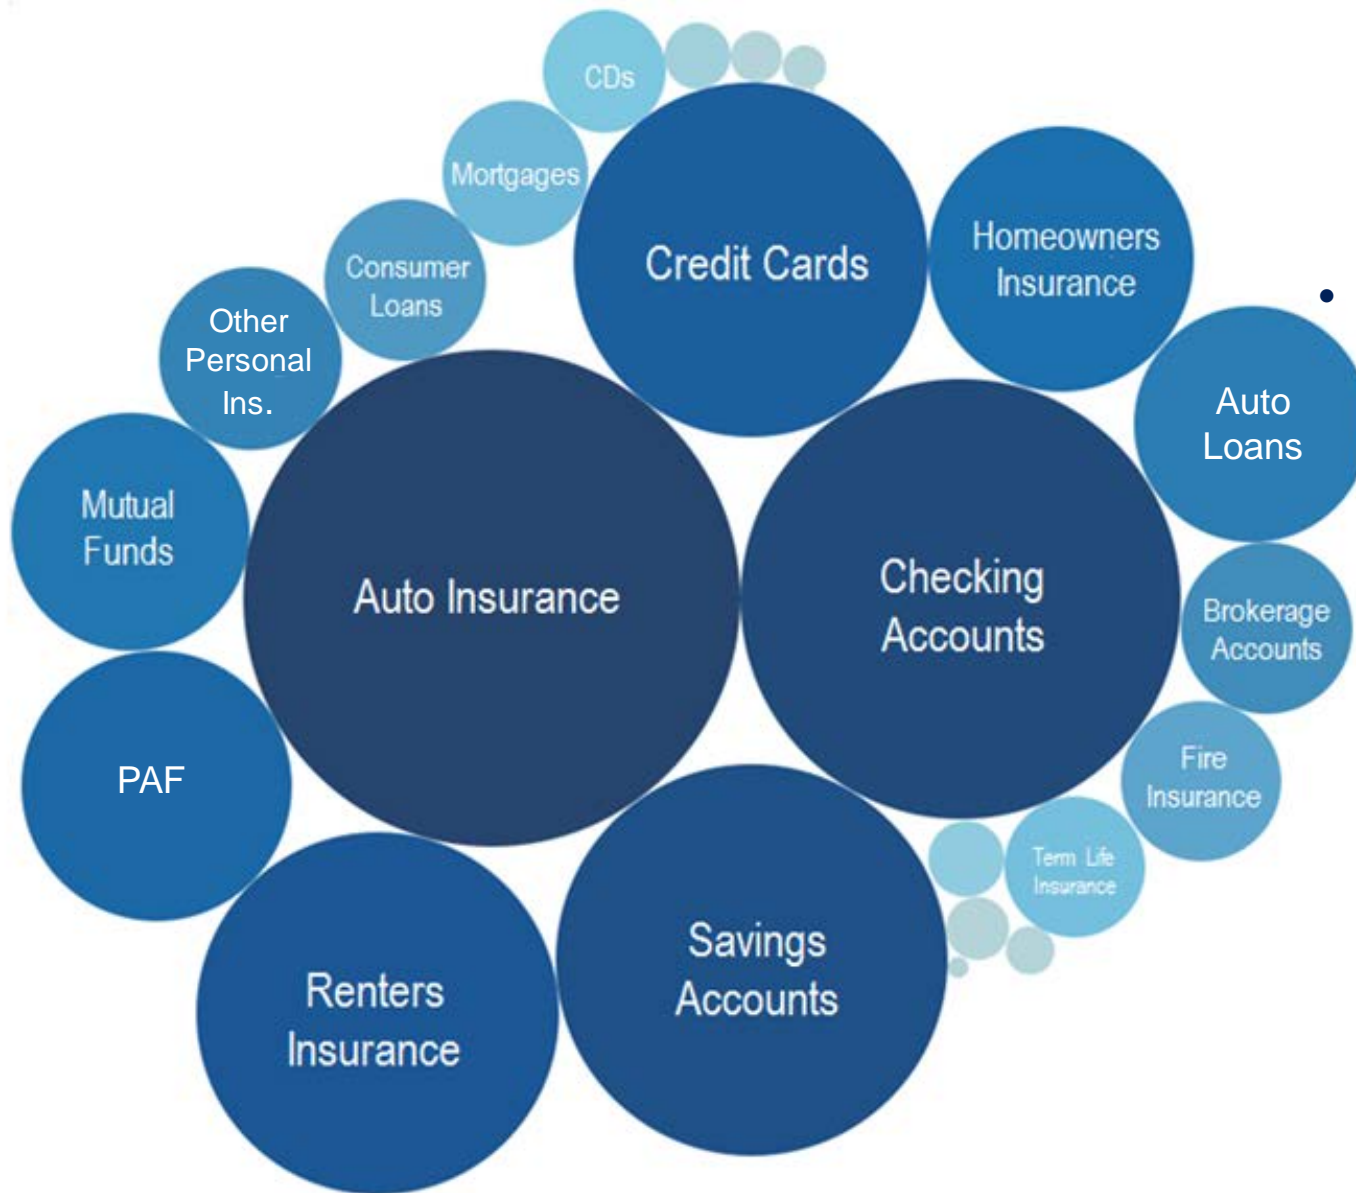 CDs
Mortgages
Consumer
Loans
Credit Cards
Homeowners
Insurance
Other
Personal
Ins.
•
Auto
Loans
Mutual
Funds
Auto Insurance
Checking
Accounts
Brokerage
Accounts
PAF
Fire
Insurance
Term Life
Insurance
Savings
Accounts
Renters
Insurance